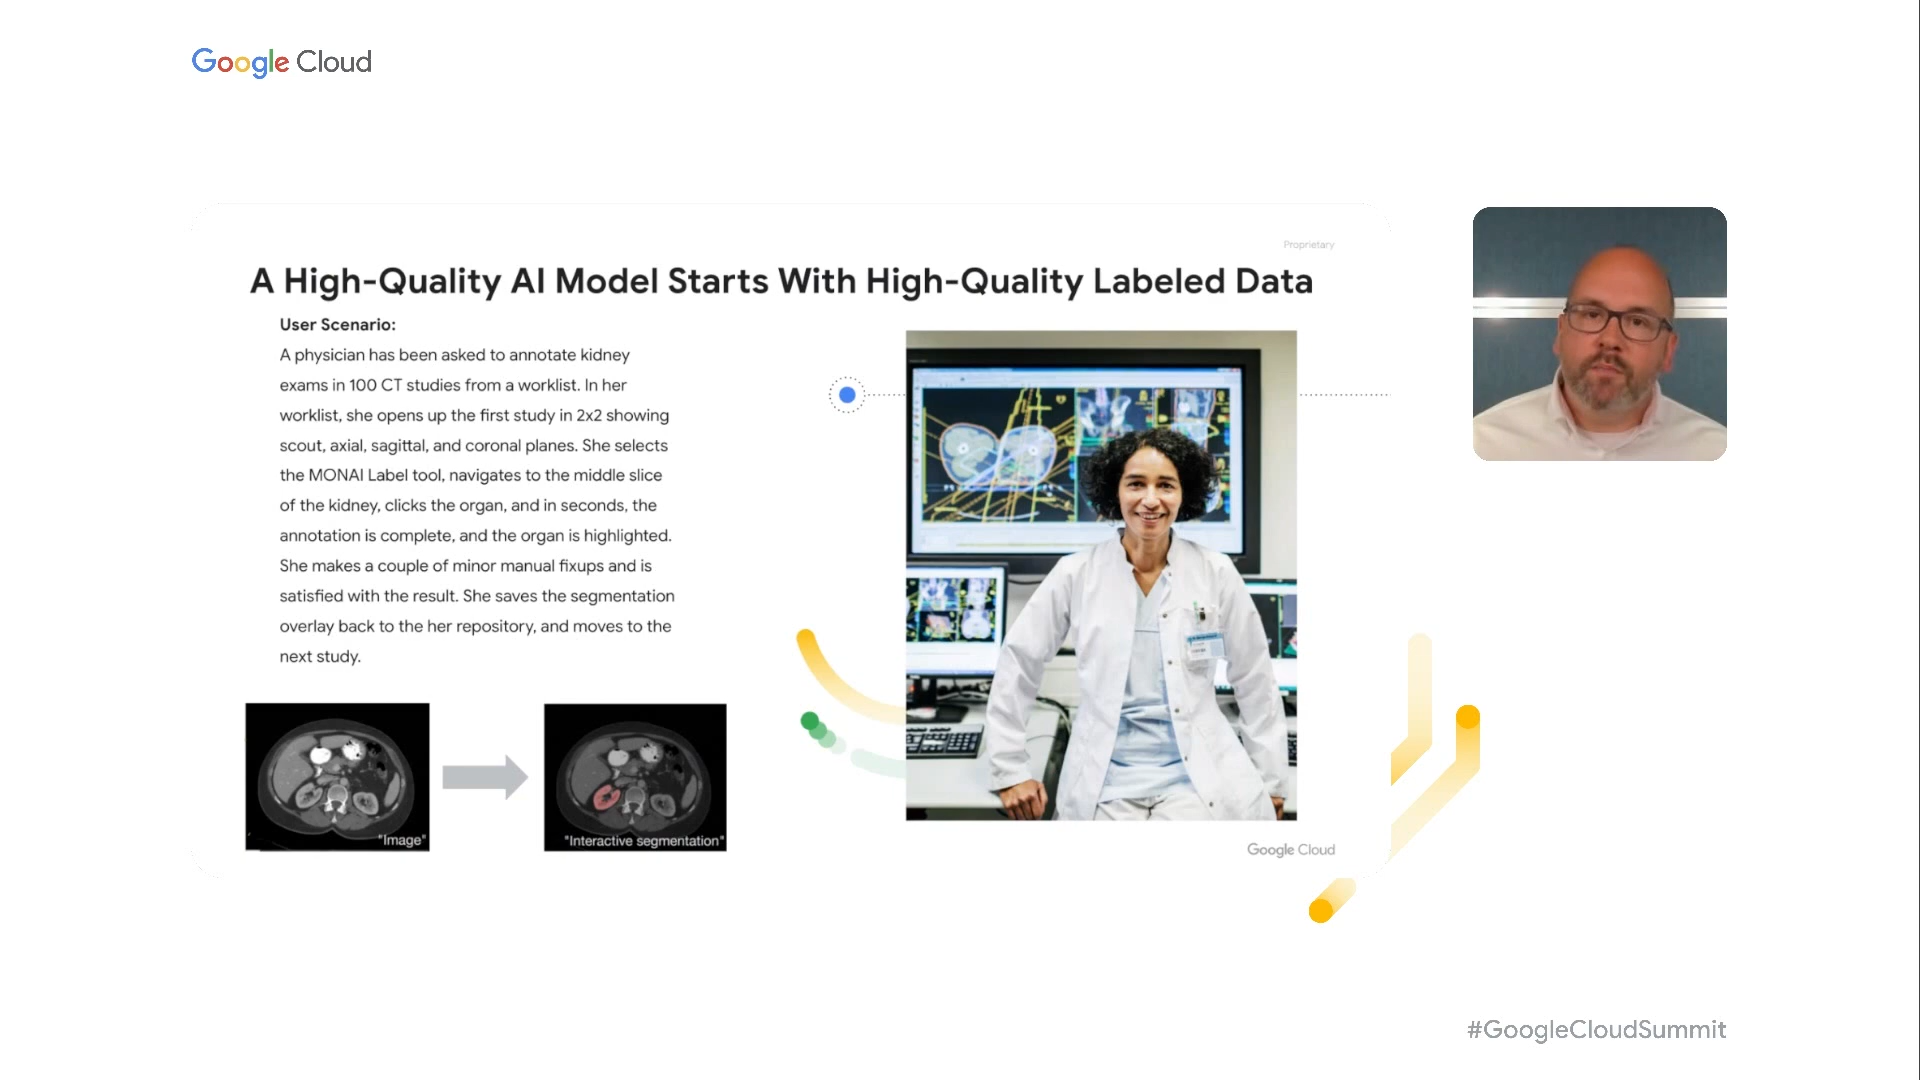 Google Cloud
Proprietary
A High-Quality AI Model Starts With High-Quality Labeled Data
User Scenario:
A physician has been asked to annotate kidney
exams in 100 CT studies from a worklist. In her
worklist, she opens up the first study in 2x2 showing
scout, axial, sagittal, and coronal planes. She selects
the MONAI Label tool, navigates to the middle slice
of the kidney, clicks the organ, and in seconds, the
annotation is complete, and the organ is highlighted.
She makes a couple of minor manual fixups and is
satisfied with the result. She saves the segmentation
overlay back to the her repository, and moves to the
next study.
"Image"
"Interactive segmentation"
Google Cloud
#GoogleCloudSummit